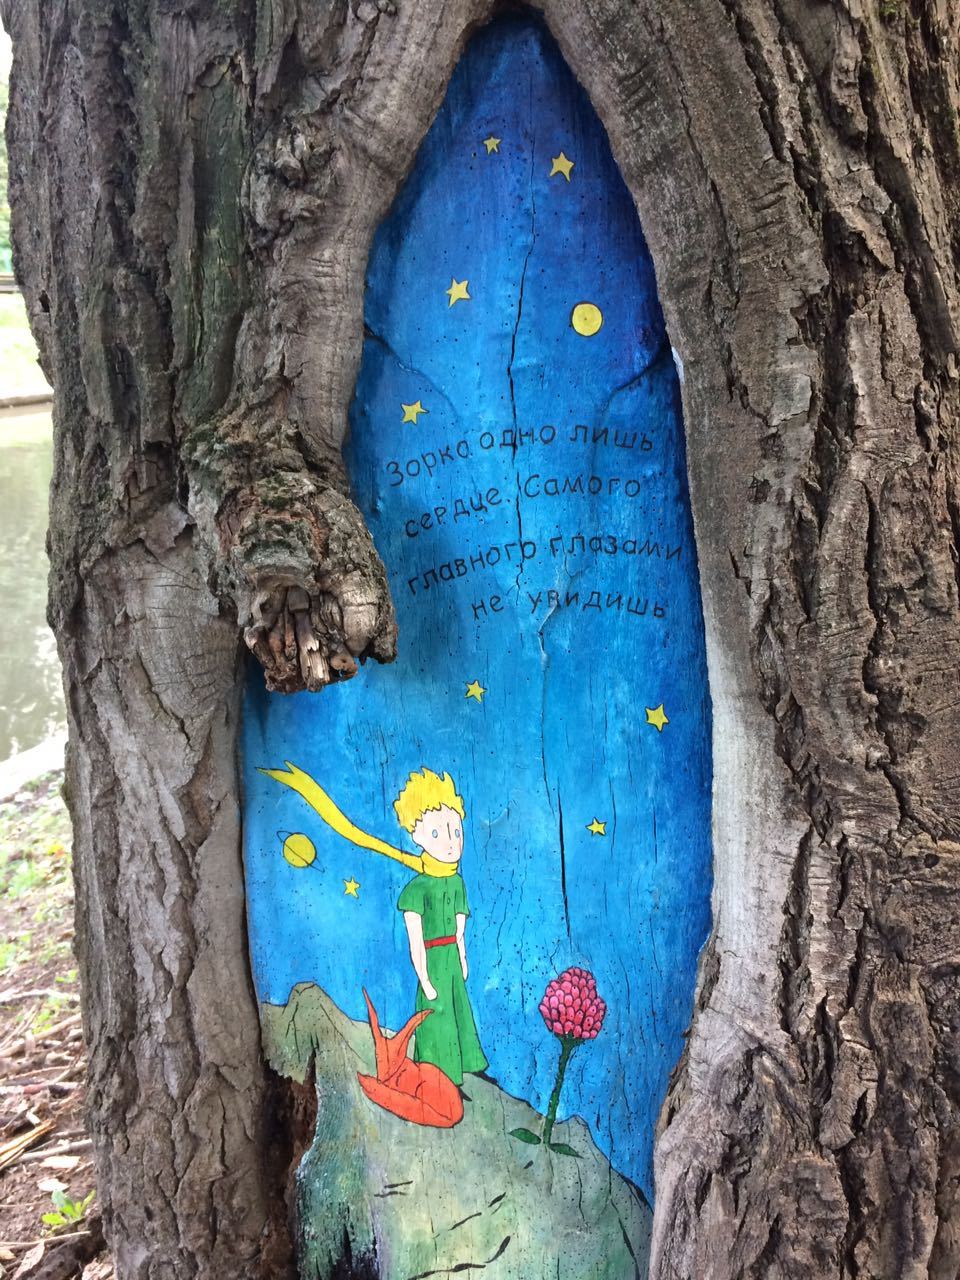 Зорко одно лишь
сердце. Самого
главного глазами
не увидишь